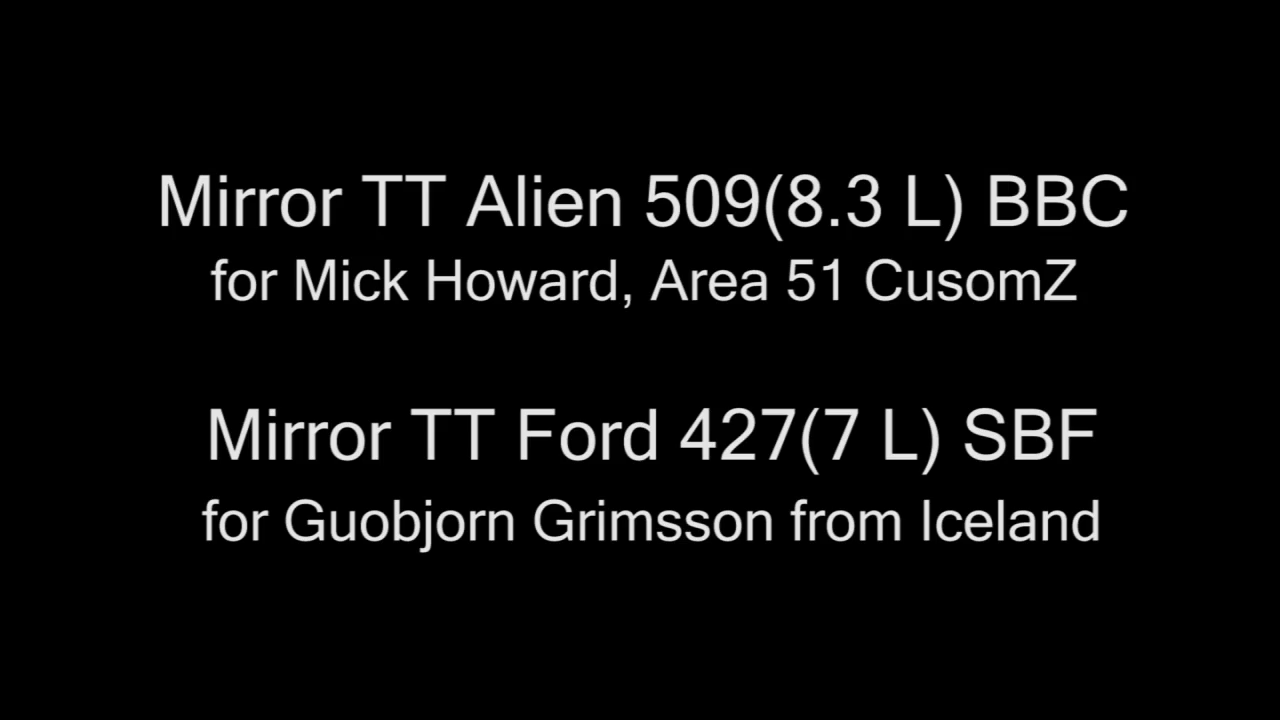 Mirror TT Alien 509(8.3 L) BBC
for Mick Howard, Area 51 CusomZ
Mirror TT Ford 427(7 L) SBF
for Guobjorn Grimsson from Iceland